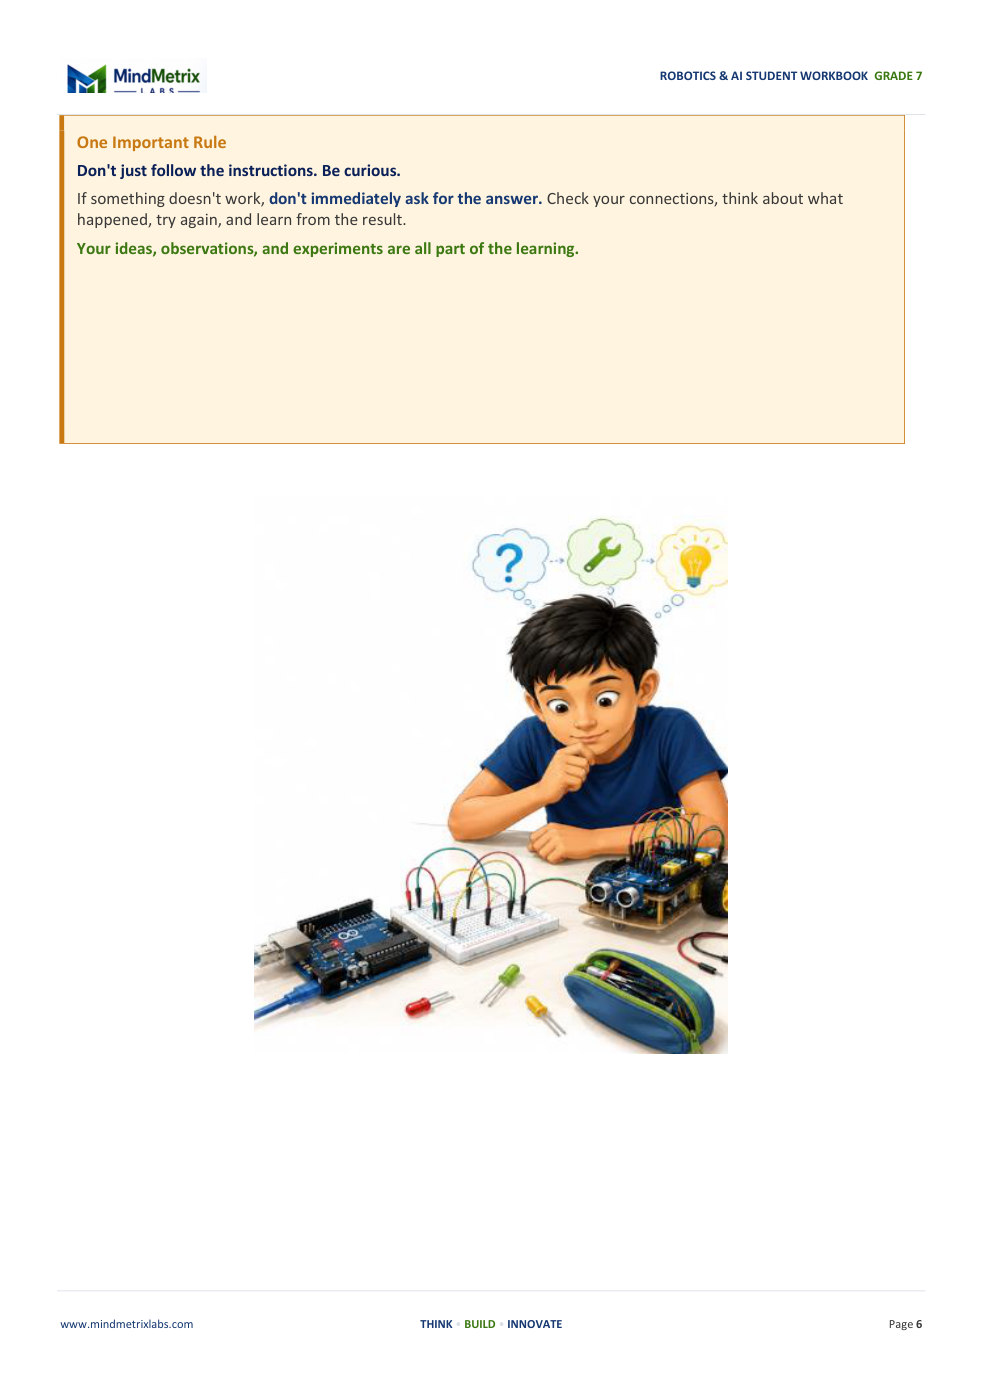 MindMetrix
LABS
ROBOTICS & AI STUDENT WORKBOOK GRADE 7
One Important Rule
Don't just follow the instructions. Be curious.
If something doesn't work, don't immediately ask for the answer. Check your connections, think about what
happened, try again, and learn from the result.
Your ideas, observations, and experiments are all part of the learning.
?
www.mindmetrixlabs.com
THINK • BUILD • INNOVATE
Page 6